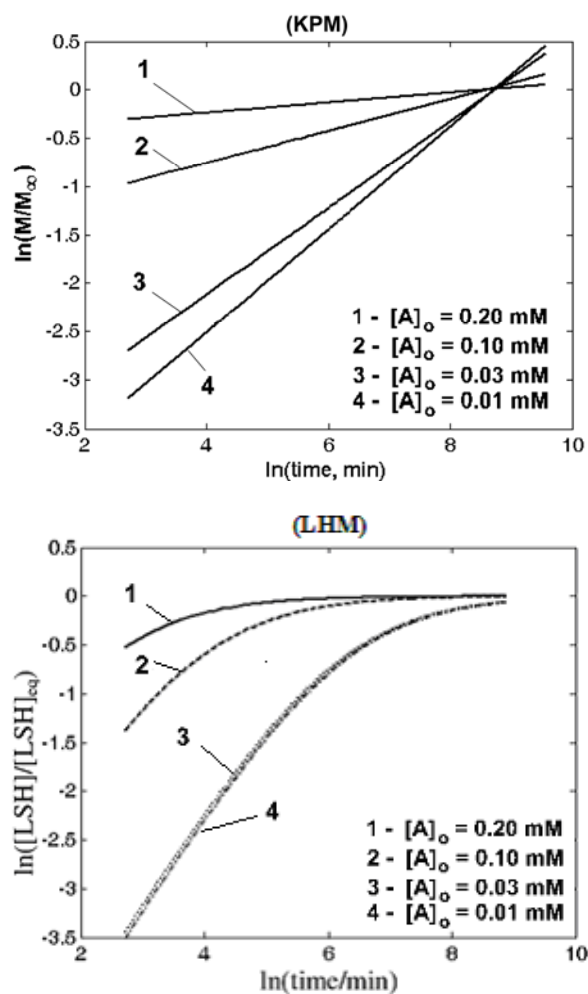 (KPM)
ln(M/M∞)
0.5
0
-0.5
-1
-1.5
-2
-2.5
-3
-3.5
1
2
3
4
1 - [A]o = 0.20 mM
2 - [A]o = 0.10 mM
3 - [A]o = 0.03 mM
4 - [A]o = 0.01 mM
2 4 6 8 10
ln(time, min)
(LHM)
ln([LSH]/[LSH]eq)
0.5
0
-0.5
-1
-1.5
-2
-2.5
-3
-3.5
1
2
3
4
1 - [A]o = 0.20 mM
2 - [A]o = 0.10 mM
3 - [A]o = 0.03 mM
4 - [A]o = 0.01 mM
2 4 6 8 10
ln(time/min)